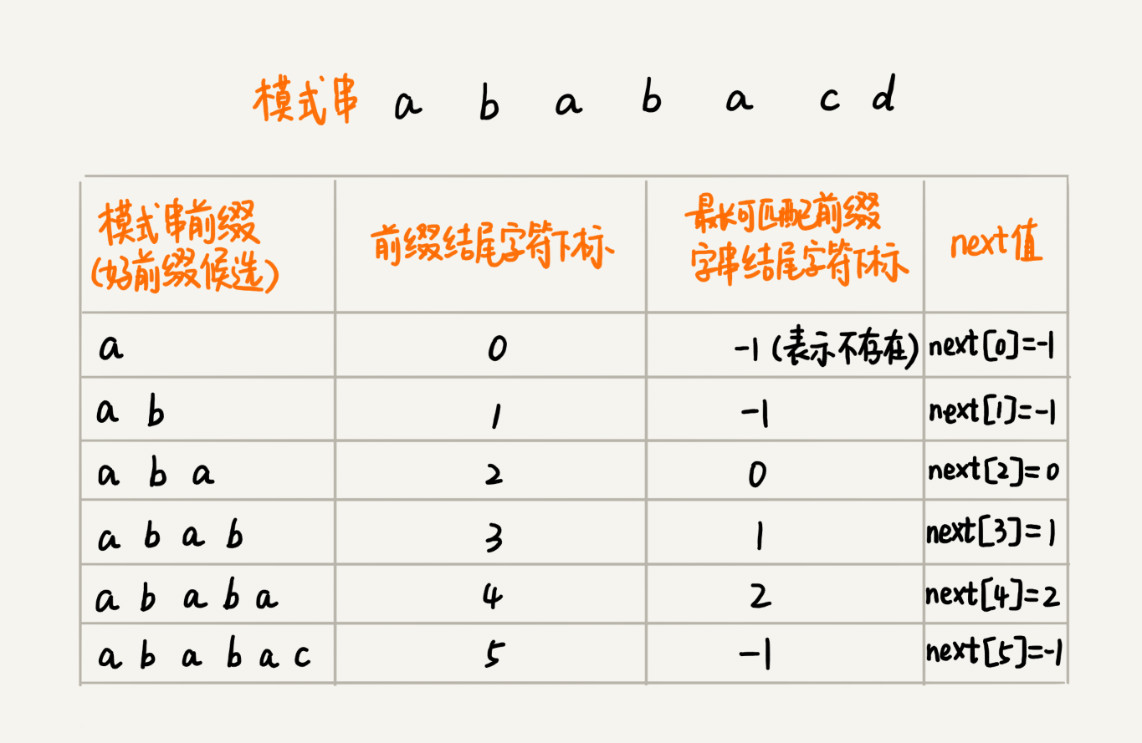 模式串 a b a b a c d
模式串前缀
(好前缀候选)
前缀结尾字符下标
最长可匹配前缀
字串结尾字符下标
next值
a 0 -1(表示不存在) next[0]=-1
a b 1 -1 next[1]=-1
a b a 2 0 next[2]=0
a b a b 3 1 next[3]=1
a b a b a 4 2 next[4]=2
a b a b a c 5 -1 next[5]=-1